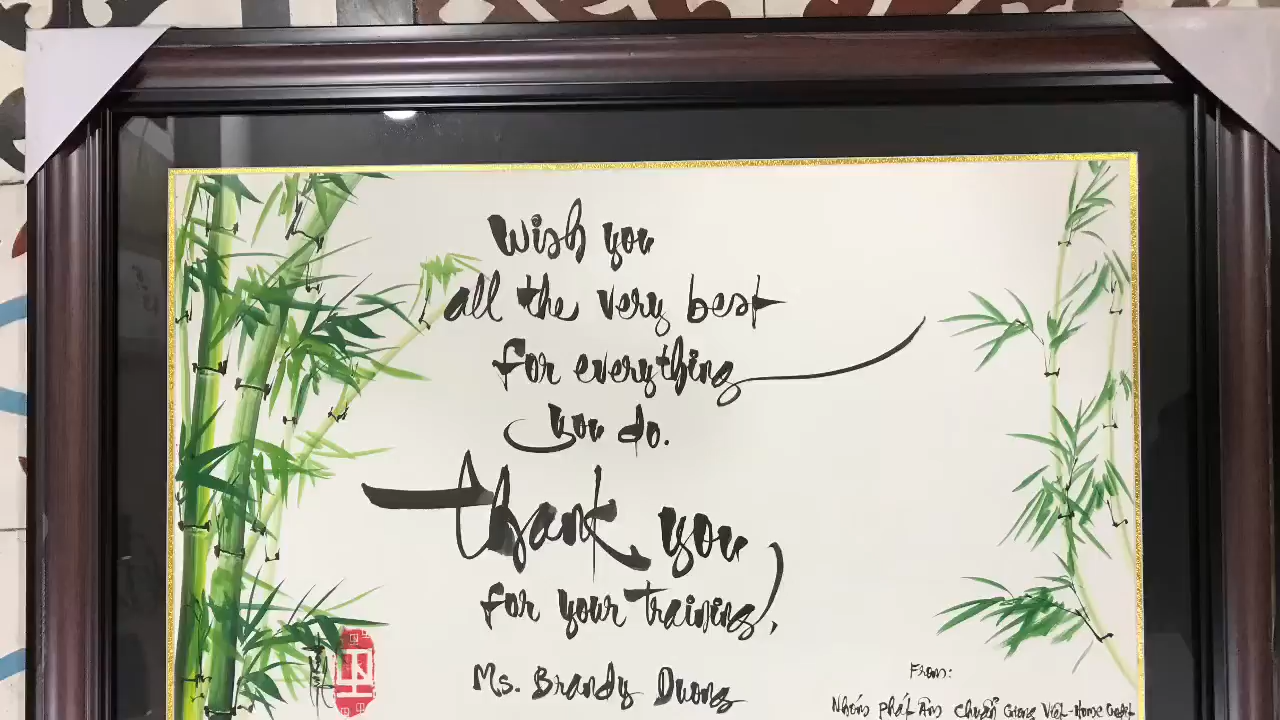 Wish you
all the very best
for everything
you do.
Thank you
for your training,
Ms. Brandy Duong
From:
Nhóm phát âm chuẩn Giọng Việt - Home Credit